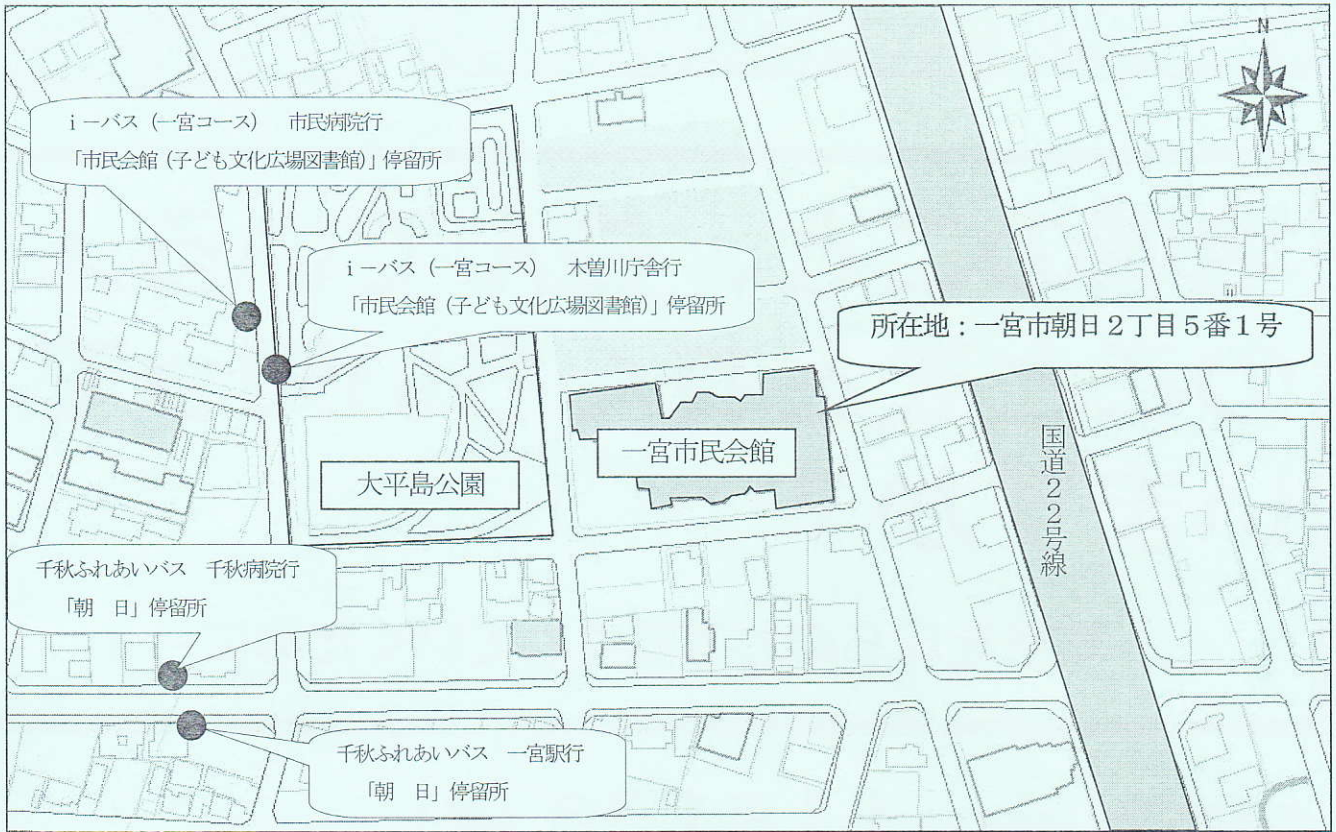 N
iーバス（一宮コース）　市民病院行
「市民会館（子ども文化広場図書館）」停留所
iーバス（一宮コース）　木曽川庁舎行
「市民会館（子ども文化広場図書館）」停留所
所在地：一宮市朝日２丁目５番１号
一宮市民会館
大平島公園
国道２２号線
千秋ふれあいバス　千秋病院行
「朝　日」停留所
千秋ふれあいバス　一宮駅行
「朝　日」停留所